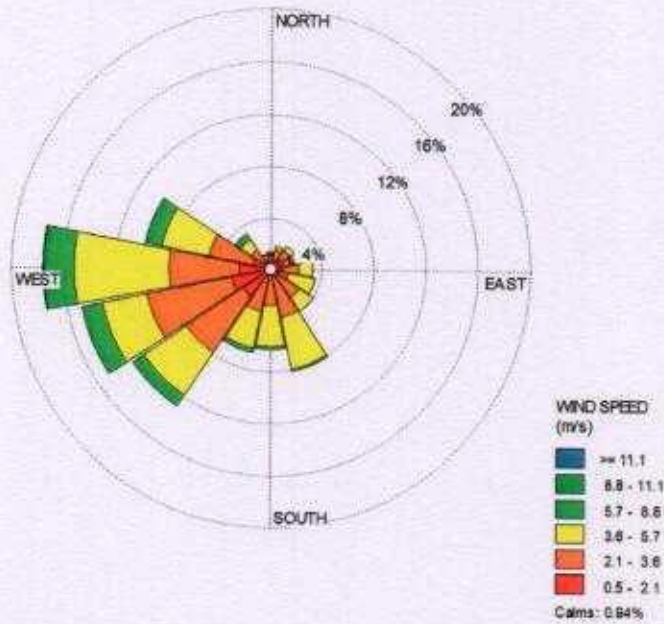 NORTH
20%
16%
12%
8%
4%
WEST
EAST
SOUTH
WIND SPEED
(m/s)
>= 11.1
8.8 - 11.1
5.7 - 8.8
3.6 - 5.7
2.1 - 3.6
0.5 - 2.1
Calms: 0.94%